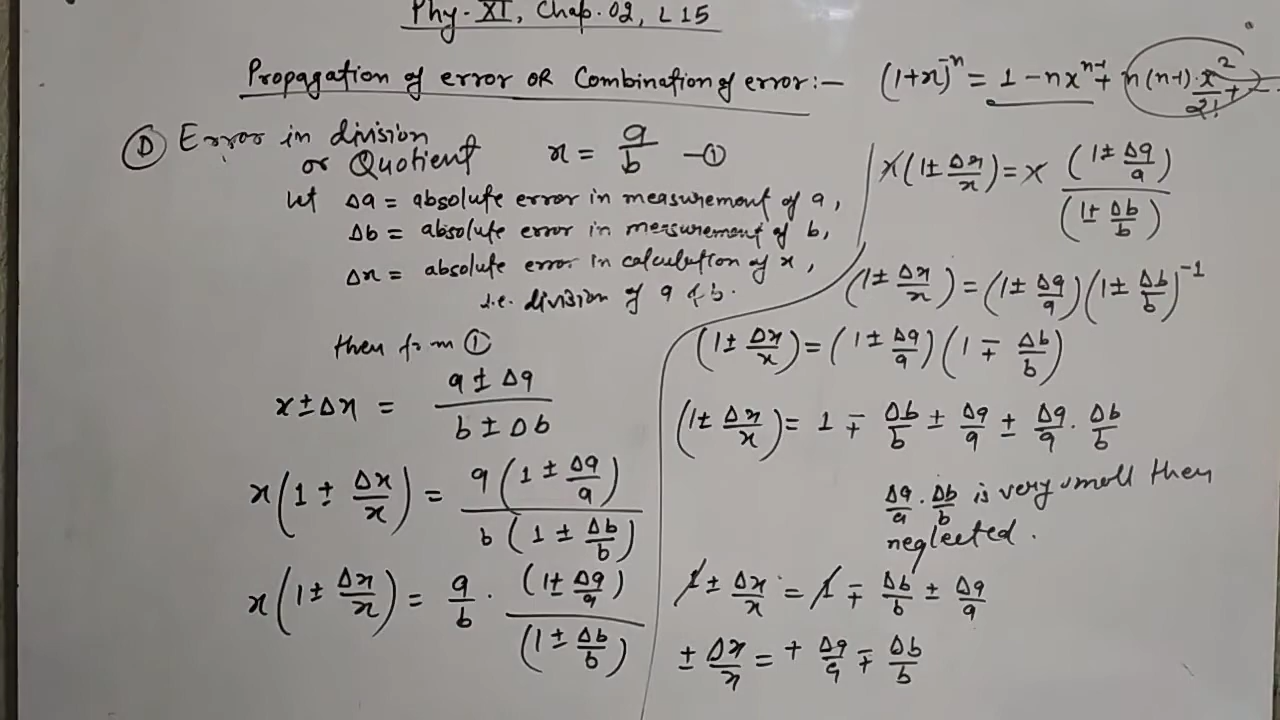 Phy-XI, Chap.02, L15
Propagation of error OR Combination of error:-
(1+x)^-n = 1 - nx^n-1 + n(n-1)·x^2/2! + --
(D) Error in division
or Quotient
x = a/b —①
Let Δa = absolute error in measurement of a,
Δb = absolute error in measurement of b,
Δx = absolute error in calculation of x,
i.e. division of a & b.
then from ①
x ± Δx = (a ± Δa)/(b ± Δb)
x(1 ± Δx/x) = a(1 ± Δa/a)/b(1 ± Δb/b)
x(1 ± Δx/x) = a/b · (1 ± Δa/a)/(1 ± Δb/b)
x(1 ± Δx/x) = x (1 ± Δa/a)/(1 ± Δb/b)
(1 ± Δx/x) = (1 ± Δa/a)(1 ± Δb/b)^-1
(1 ± Δx/x) = (1 ± Δa/a)(1 ∓ Δb/b)
(1 ± Δx/x) = 1 ∓ Δb/b ± Δa/a ± Δa/a · Δb/b
Δa/a · Δb/b is very small then
neglected.
1 ± Δx/x = 1 ∓ Δb/b ± Δa/a
± Δx/x = + Δa/a ∓ Δb/b